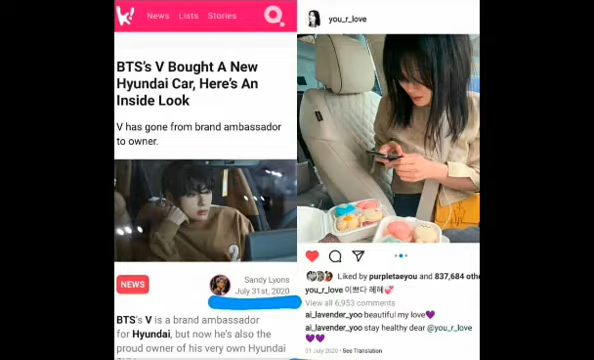 k!
News Lists Stories
BTS's V Bought A New
Hyundai Car, Here's An
Inside Look
V has gone from brand ambassador
to owner.
NEWS
Sandy Lyons
July 31st, 2020
BTS's V is a brand ambassador
for Hyundai, but now he's also the
proud owner of his very own Hyundai
you_r_love
Liked by purpletaeyou and 837,684 othe
you_r_love 이쁘다 헤헤💕
View all 6,953 comments
ai_lavender_yoo beautiful my love💜
ai_lavender_yoo stay healthy dear @you_r_love
💜💜
31 July 2020 • See Translation